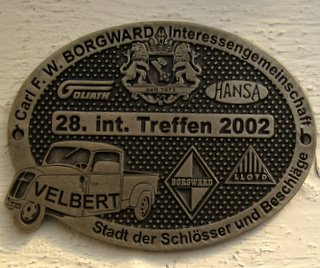 Carl F. W. BORGWARD Interessengemeinschaft
GOLIATH
seit 1973
HANSA
28. int. Treffen 2002
VELBERT
BORGWARD
LLOYD
Stadt der Schlösser und Beschläge